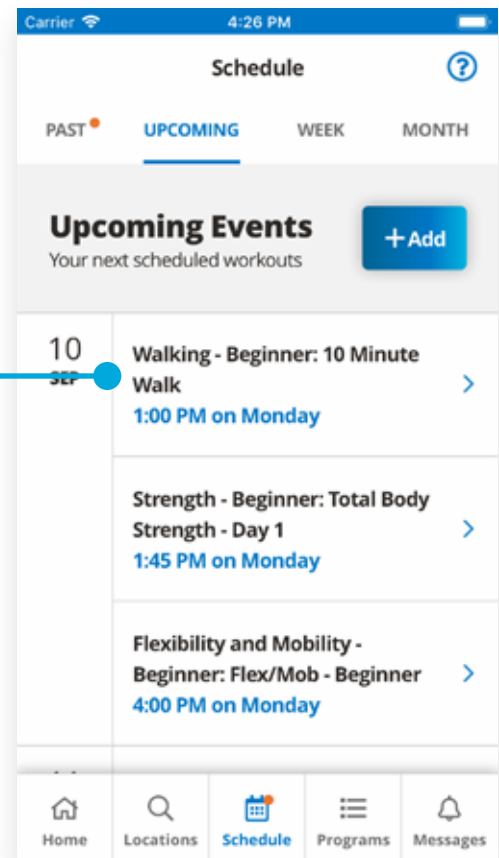 Carrier 4:26 PM
Schedule
PAST UPCOMING WEEK MONTH
Upcoming Events
Your next scheduled workouts
+Add
10
SEP
Walking - Beginner: 10 Minute
Walk
1:00 PM on Monday
Strength - Beginner: Total Body
Strength - Day 1
1:45 PM on Monday
Flexibility and Mobility -
Beginner: Flex/Mob - Beginner
4:00 PM on Monday
Home Locations Schedule Programs Messages